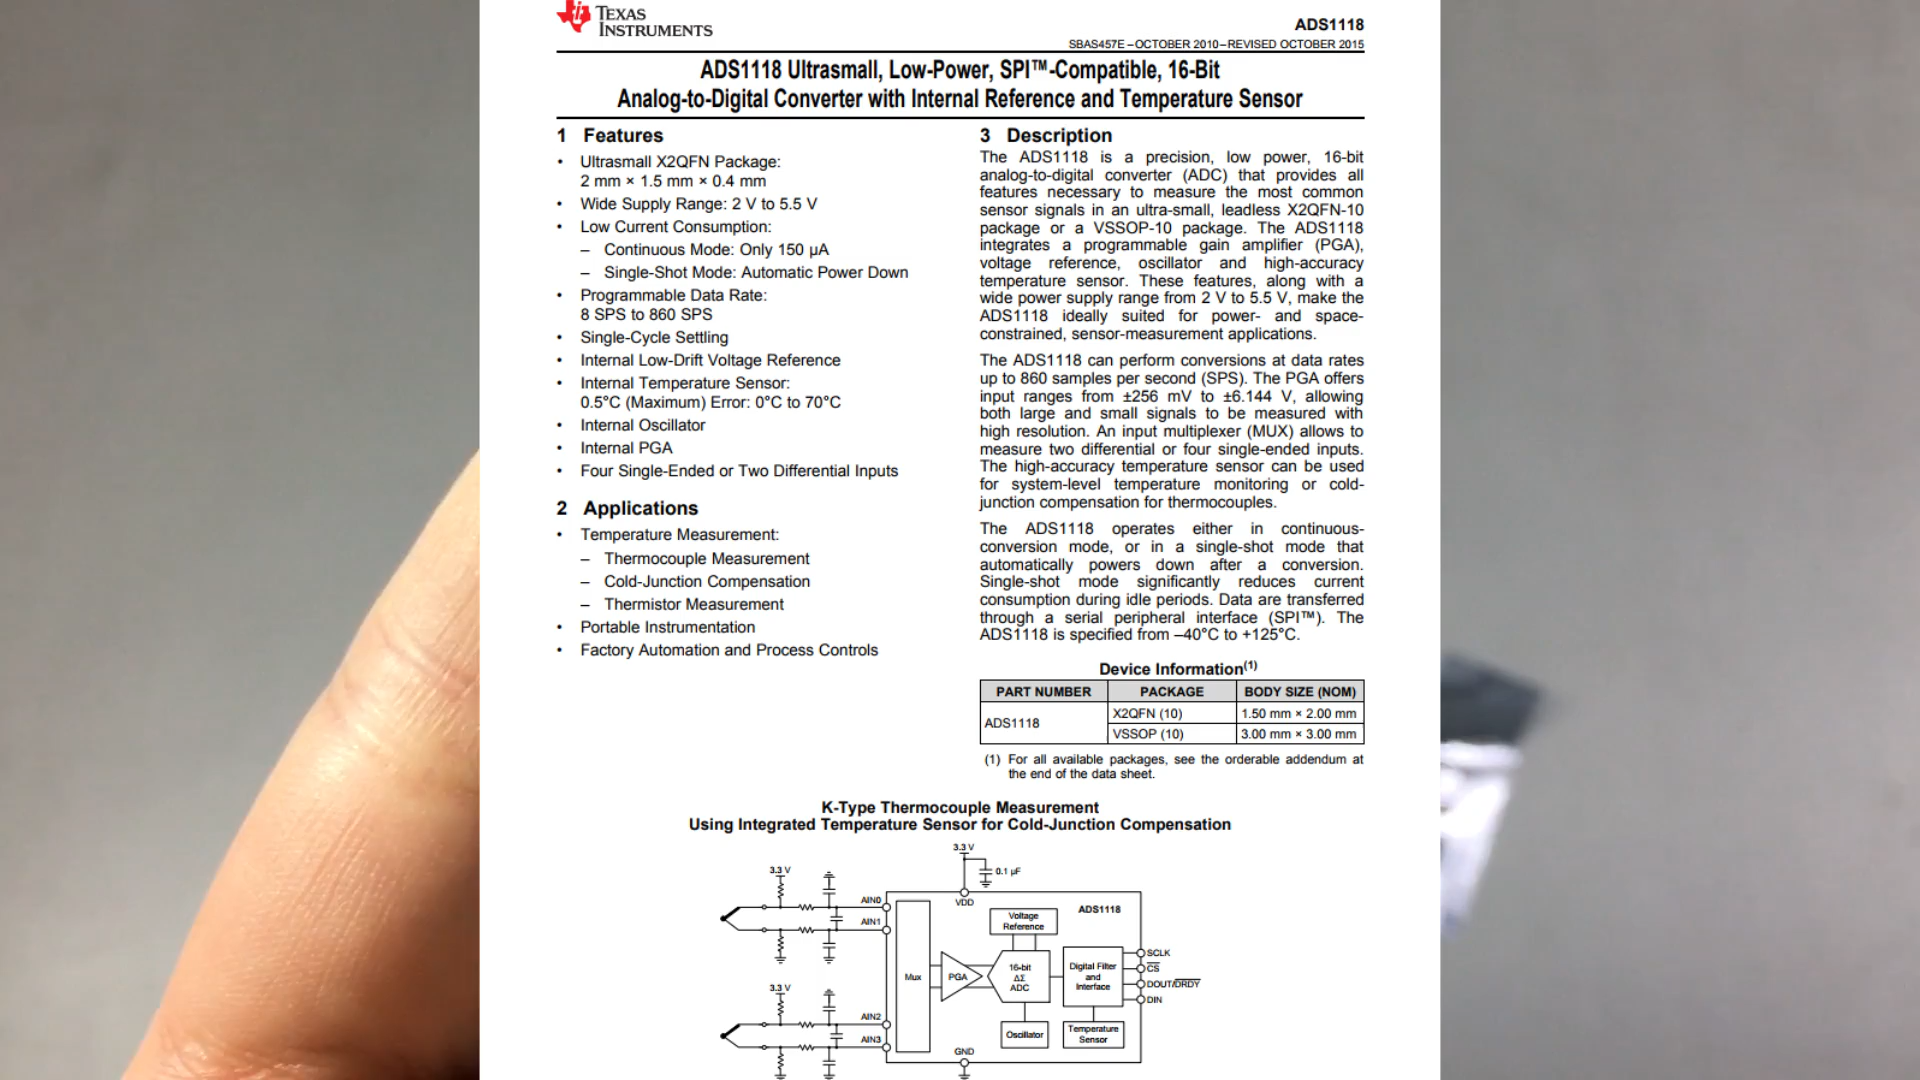 TEXAS
INSTRUMENTS
ADS1118
SBAS457E – OCTOBER 2010 – REVISED OCTOBER 2015
ADS1118 Ultrasmall, Low-Power, SPI™-Compatible, 16-Bit
Analog-to-Digital Converter with Internal Reference and Temperature Sensor
1 Features
• Ultrasmall X2QFN Package:
2 mm × 1.5 mm × 0.4 mm
• Wide Supply Range: 2 V to 5.5 V
• Low Current Consumption:
– Continuous Mode: Only 150 µA
– Single-Shot Mode: Automatic Power Down
• Programmable Data Rate:
8 SPS to 860 SPS
• Single-Cycle Settling
• Internal Low-Drift Voltage Reference
• Internal Temperature Sensor:
0.5°C (Maximum) Error: 0°C to 70°C
• Internal Oscillator
• Internal PGA
• Four Single-Ended or Two Differential Inputs
2 Applications
• Temperature Measurement:
– Thermocouple Measurement
– Cold-Junction Compensation
– Thermistor Measurement
• Portable Instrumentation
• Factory Automation and Process Controls
3 Description
The ADS1118 is a precision, low power, 16-bit
analog-to-digital converter (ADC) that provides all
features necessary to measure the most common
sensor signals in an ultra-small, leadless X2QFN-10
package or a VSSOP-10 package. The ADS1118
integrates a programmable gain amplifier (PGA),
voltage reference, oscillator and high-accuracy
temperature sensor. These features, along with a
wide power supply range from 2 V to 5.5 V, make the
ADS1118 ideally suited for power- and space-
constrained, sensor-measurement applications.
The ADS1118 can perform conversions at data rates
up to 860 samples per second (SPS). The PGA offers
input ranges from ±256 mV to ±6.144 V, allowing
both large and small signals to be measured with
high resolution. An input multiplexer (MUX) allows to
measure two differential or four single-ended inputs.
The high-accuracy temperature sensor can be used
for system-level temperature monitoring or cold-
junction compensation for thermocouples.
The ADS1118 operates either in continuous-
conversion mode, or in a single-shot mode that
automatically powers down after a conversion.
Single-shot mode significantly reduces current
consumption during idle periods. Data are transferred
through a serial peripheral interface (SPI™). The
ADS1118 is specified from –40°C to +125°C.
Device Information(1)
PART NUMBER PACKAGE BODY SIZE (NOM)
ADS1118
X2QFN (10) 1.50 mm × 2.00 mm
VSSOP (10) 3.00 mm × 3.00 mm
(1) For all available packages, see the orderable addendum at
the end of the data sheet.
K-Type Thermocouple Measurement
Using Integrated Temperature Sensor for Cold-Junction Compensation
3.3 V
0.1 µF
3.3 V
AIN0
VDD
Voltage
Reference
ADS1118
AIN1
SCLK
Mux
PGA
16-bit
ΔΣ
ADC
Digital Filter
and
Interface
CS
DOUT/DRDY
DIN
3.3 V
AIN2
Oscillator
Temperature
Sensor
AIN3
GND